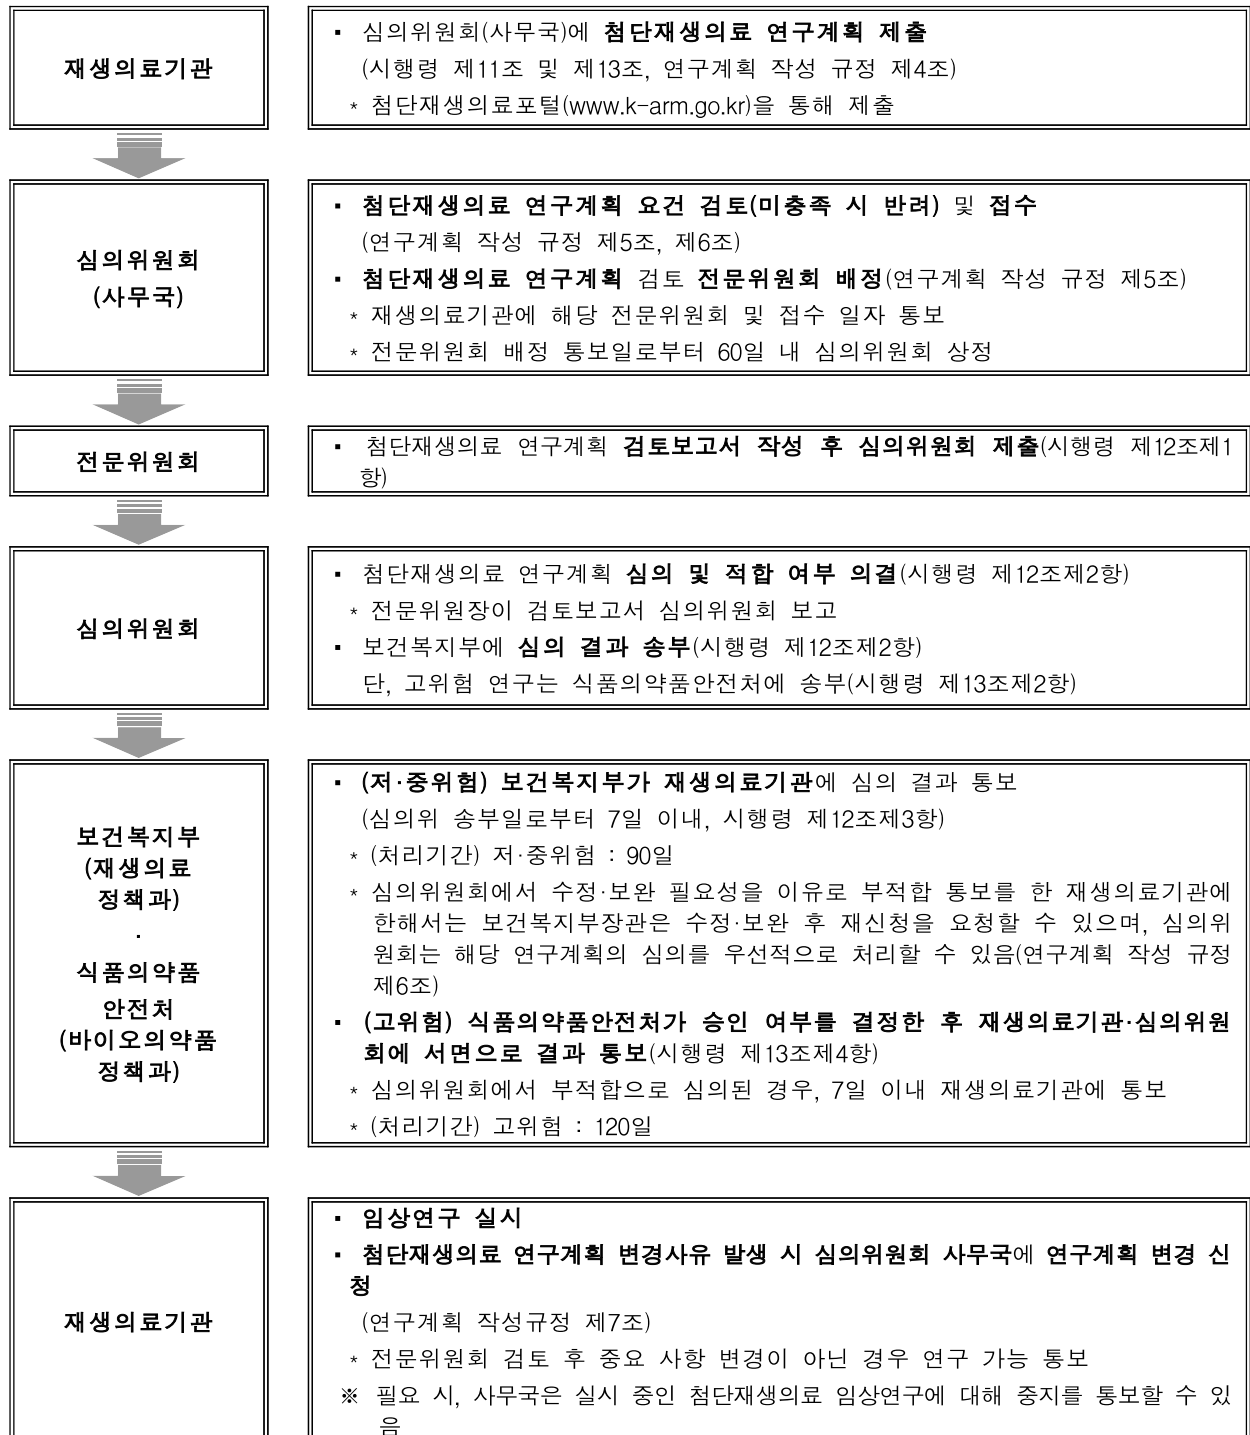 재생의료기관
▪ 심의위원회(사무국)에 첨단재생의료 연구계획 제출
(시행령 제11조 및 제13조, 연구계획 작성 규정 제4조)
* 첨단재생의료포털(www.k-arm.go.kr)을 통해 제출
심의위원회
(사무국)
▪ 첨단재생의료 연구계획 요건 검토(미충족 시 반려) 및 접수
(연구계획 작성 규정 제5조, 제6조)
▪ 첨단재생의료 연구계획 검토 전문위원회 배정(연구계획 작성 규정 제5조)
* 재생의료기관에 해당 전문위원회 및 접수 일자 통보
* 전문위원회 배정 통보일로부터 60일 내 심의위원회 상정
전문위원회
▪ 첨단재생의료 연구계획 검토보고서 작성 후 심의위원회 제출(시행령 제12조제1
항)
심의위원회
▪ 첨단재생의료 연구계획 심의 및 적합 여부 의결(시행령 제12조제2항)
* 전문위원장이 검토보고서 심의위원회 보고
▪ 보건복지부에 심의 결과 송부(시행령 제12조제2항)
단, 고위험 연구는 식품의약품안전처에 송부(시행령 제13조제2항)
보건복지부
(재생의료
정책과)
·
식품의약품
안전처
(바이오의약품
정책과)
▪ (저·중위험) 보건복지부가 재생의료기관에 심의 결과 통보
(심의위 송부일로부터 7일 이내, 시행령 제12조제3항)
* (처리기간) 저·중위험 : 90일
* 심의위원회에서 수정·보완 필요성을 이유로 부적합 통보를 한 재생의료기관에
한해서는 보건복지부장관은 수정·보완 후 재신청을 요청할 수 있으며, 심의위
원회는 해당 연구계획의 심의를 우선적으로 처리할 수 있음(연구계획 작성 규정
제6조)
▪ (고위험) 식품의약품안전처가 승인 여부를 결정한 후 재생의료기관·심의위원
회에 서면으로 결과 통보(시행령 제13조제4항)
* 심의위원회에서 부적합으로 심의된 경우, 7일 이내 재생의료기관에 통보
* (처리기간) 고위험 : 120일
재생의료기관
▪ 임상연구 실시
▪ 첨단재생의료 연구계획 변경사유 발생 시 심의위원회 사무국에 연구계획 변경 신
청
(연구계획 작성규정 제7조)
* 전문위원회 검토 후 중요 사항 변경이 아닌 경우 연구 가능 통보
※ 필요 시, 사무국은 실시 중인 첨단재생의료 임상연구에 대해 중지를 통보할 수 있
음